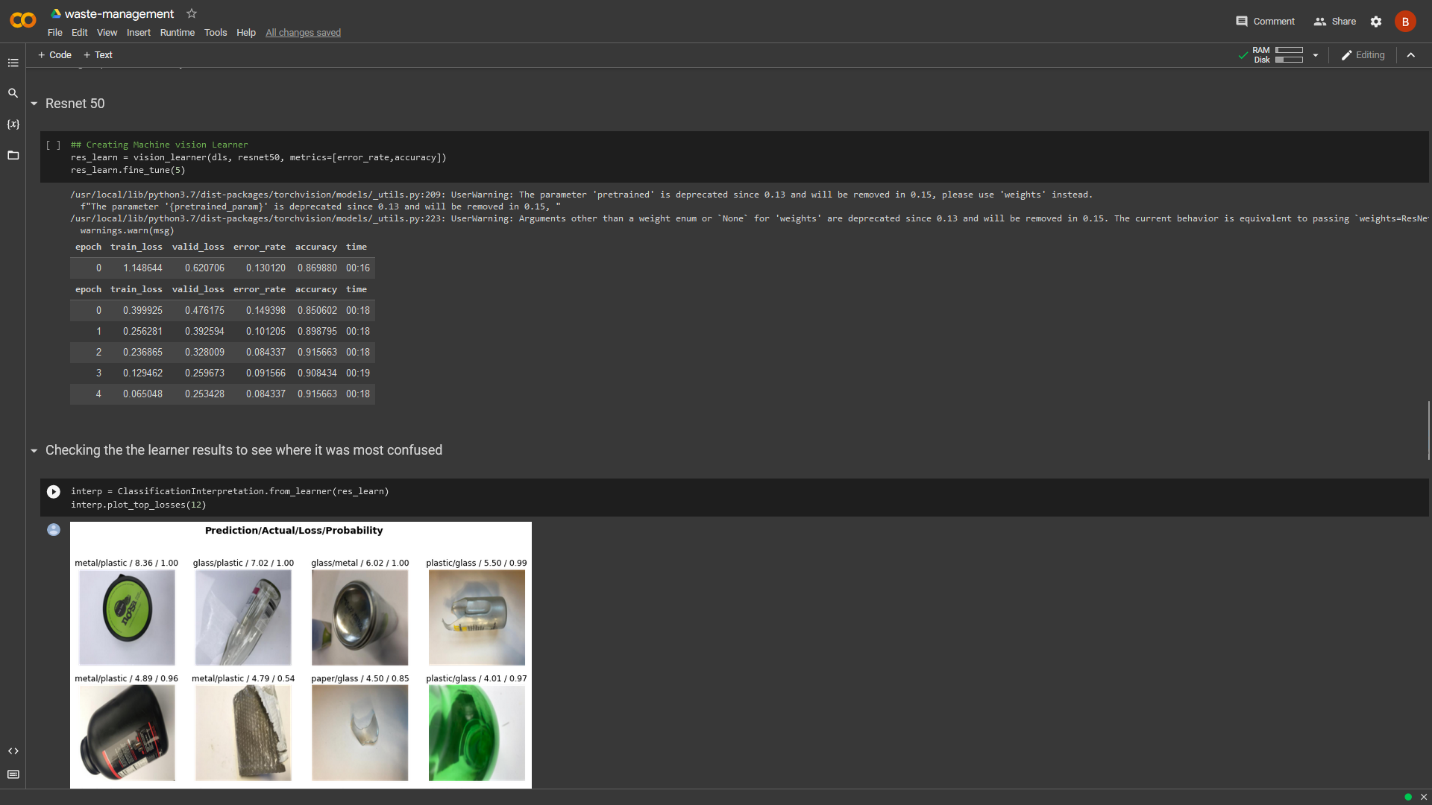 waste-management
File Edit View Insert Runtime Tools Help All changes saved
Comment Share B
+ Code + Text
RAM
Disk
Editing
Resnet 50
[ ] ## Creating Machine vision Learner
res_learn = vision_learner(dls, resnet50, metrics=[error_rate,accuracy])
res_learn.fine_tune(5)
/usr/local/lib/python3.7/dist-packages/torchvision/models/_utils.py:209: UserWarning: The parameter 'pretrained' is deprecated since 0.13 and will be removed in 0.15, please use 'weights' instead.
f"The parameter '{pretrained_param}' is deprecated since 0.13 and will be removed in 0.15, "
/usr/local/lib/python3.7/dist-packages/torchvision/models/_utils.py:223: UserWarning: Arguments other than a weight enum or `None` for 'weights' are deprecated since 0.13 and will be removed in 0.15. The current behavior is equivalent to passing `weights=ResNe
warnings.warn(msg)
epoch train_loss valid_loss error_rate accuracy time
0 1.148644 0.620706 0.130120 0.869880 00:16
epoch train_loss valid_loss error_rate accuracy time
0 0.399925 0.476175 0.149398 0.850602 00:18
1 0.256281 0.392594 0.101205 0.898795 00:18
2 0.236865 0.328009 0.084337 0.915663 00:18
3 0.129462 0.259673 0.091566 0.908434 00:19
4 0.065048 0.253428 0.084337 0.915663 00:18
Checking the the learner results to see where it was most confused
interp = ClassificationInterpretation.from_learner(res_learn)
interp.plot_top_losses(12)
Prediction/Actual/Loss/Probability
metal/plastic / 8.36 / 1.00 glass/plastic / 7.02 / 1.00 glass/metal / 6.02 / 1.00 plastic/glass / 5.50 / 0.99
metal/plastic / 4.89 / 0.96 metal/plastic / 4.79 / 0.54 paper/glass / 4.50 / 0.85 plastic/glass / 4.01 / 0.97